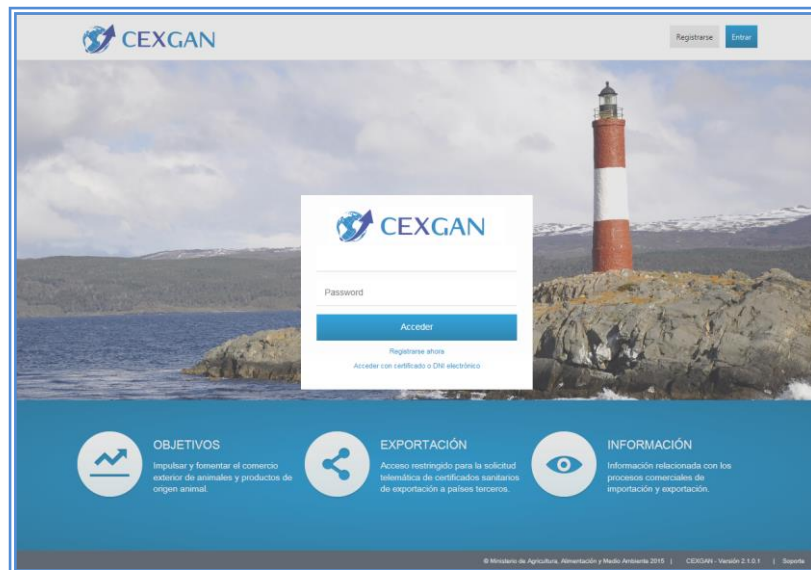 CEXGAN
Registrarse
Entrar
CEXGAN
Password
Acceder
Registrarse ahora
Acceder con certificado o DNI electrónico
OBJETIVOS
Impulsar y fomentar el comercio
exterior de animales y productos de
origen animal.
EXPORTACIÓN
Acceso restringido para la solicitud
telemática de certificados sanitarios
de exportación a países terceros.
INFORMACIÓN
Información relacionada con los
procesos comerciales de
importación y exportación.
© Ministerio de Agricultura, Alimentación y Medio Ambiente 2015 | CEXGAN - Versión 2.1.0.1 | Soporte